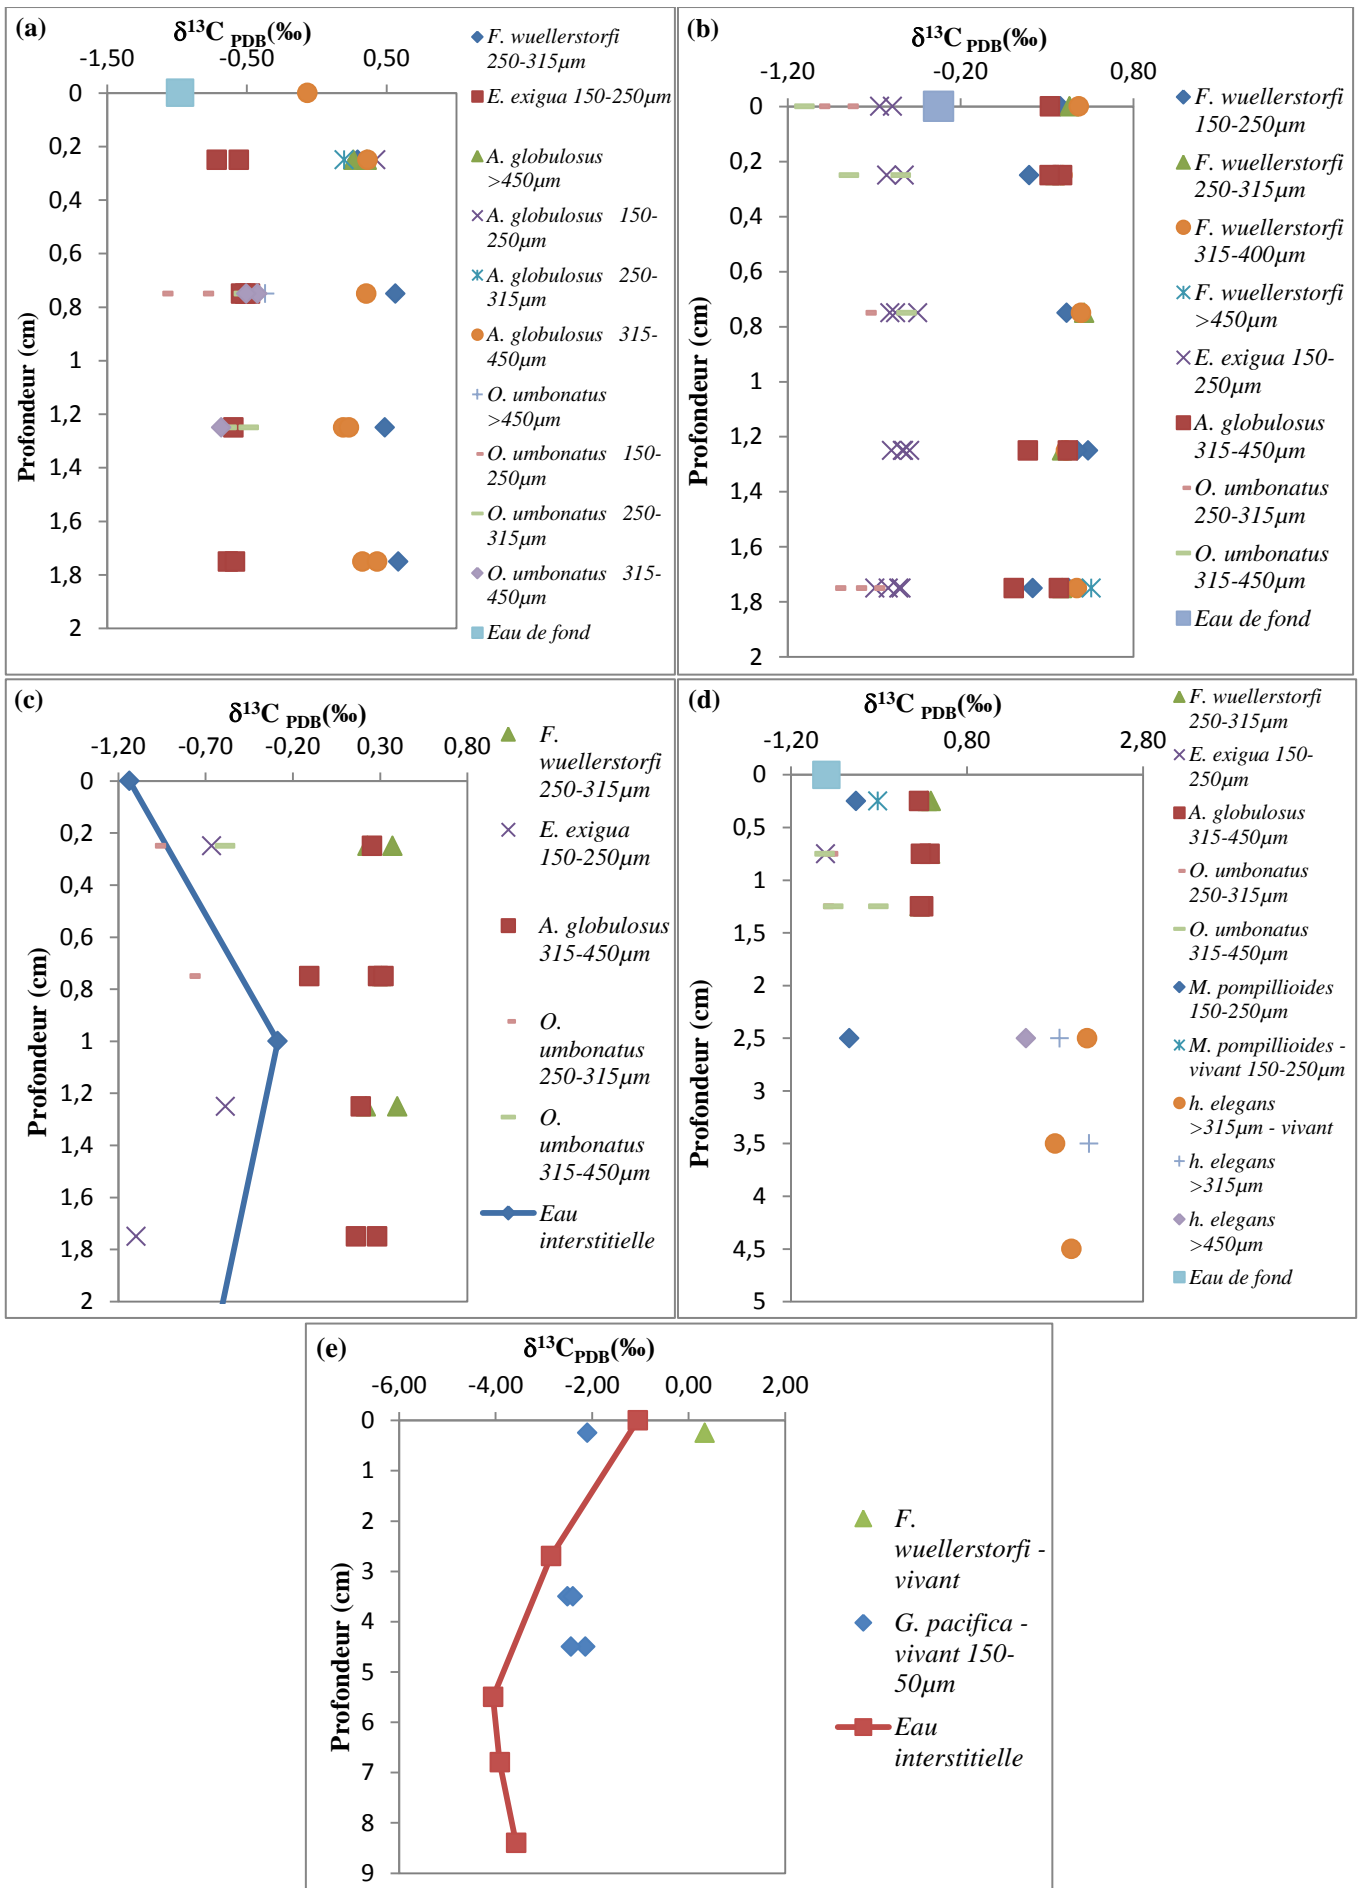 (a)
δ13C PDB(‰)
-1,50 -0,50 0,50
0
0,2
0,4
0,6
0,8
1
1,2
1,4
1,6
1,8
2
Profondeur (cm)
F. wuellerstorfi
250-315µm
E. exigua 150-250µm
A. globulosus
>450µm
A. globulosus 150-
250µm
A. globulosus 250-
315µm
A. globulosus 315-
450µm
O. umbonatus
>450µm
O. umbonatus 150-
250µm
O. umbonatus 250-
315µm
O. umbonatus 315-
450µm
Eau de fond
(b)
δ13C PDB(‰)
-1,20 -0,20 0,80
0
0,2
0,4
0,6
0,8
1
1,2
1,4
1,6
1,8
2
Profondeur (cm)
F. wuellerstorfi
150-250µm
F. wuellerstorfi
250-315µm
F. wuellerstorfi
315-400µm
F. wuellerstorfi
>450µm
E. exigua 150-
250µm
A. globulosus
315-450µm
O. umbonatus
250-315µm
O. umbonatus
315-450µm
Eau de fond
(c)
δ13C PDB(‰)
-1,20 -0,70 -0,20 0,30 0,80
0
0,2
0,4
0,6
0,8
1
1,2
1,4
1,6
1,8
2
Profondeur (cm)
F.
wuellerstorfi
250-315µm
E. exigua
150-250µm
A. globulosus
315-450µm
O.
umbonatus
250-315µm
O.
umbonatus
315-450µm
Eau
interstitielle
(d)
δ13C PDB(‰)
-1,20 0,80 2,80
0
0,5
1
1,5
2
2,5
3
3,5
4
4,5
5
Profondeur (cm)
F. wuellerstorfi
250-315µm
E. exigua 150-
250µm
A. globulosus
315-450µm
O. umbonatus
250-315µm
O. umbonatus
315-450µm
M. pompillioides
150-250µm
M. pompillioides -
vivant 150-250µm
h. elegans
>315µm - vivant
h. elegans
>315µm
h. elegans
>450µm
Eau de fond
(e)
δ13CPDB(‰)
-6,00 -4,00 -2,00 0,00 2,00
0
1
2
3
4
5
6
7
8
9
Profondeur (cm)
F.
wuellerstorfi -
vivant
G. pacifica -
vivant 150-
50µm
Eau
interstitielle